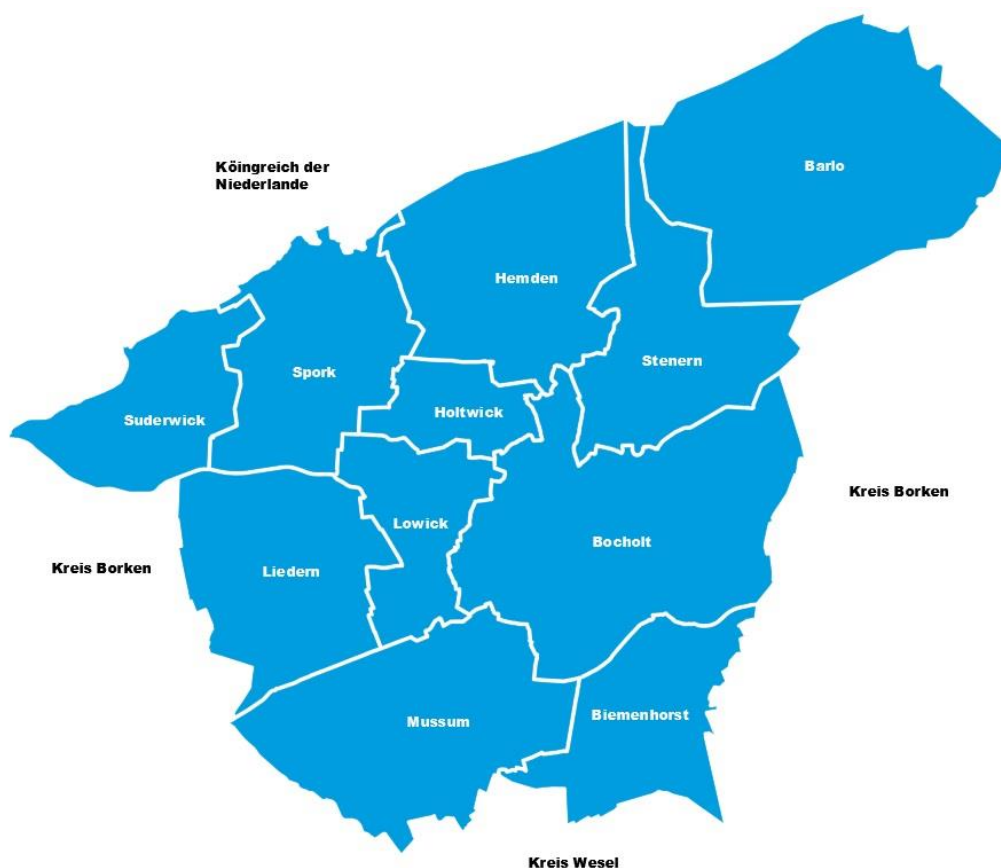 Barlo
Köingreich der
Niederlande
Hemden
Stenern
Spork
Suderwick
Holtwick
Kreis Borken
Lowick
Bocholt
Kreis Borken
Liedern
Mussum
Biemenhorst
Kreis Wesel